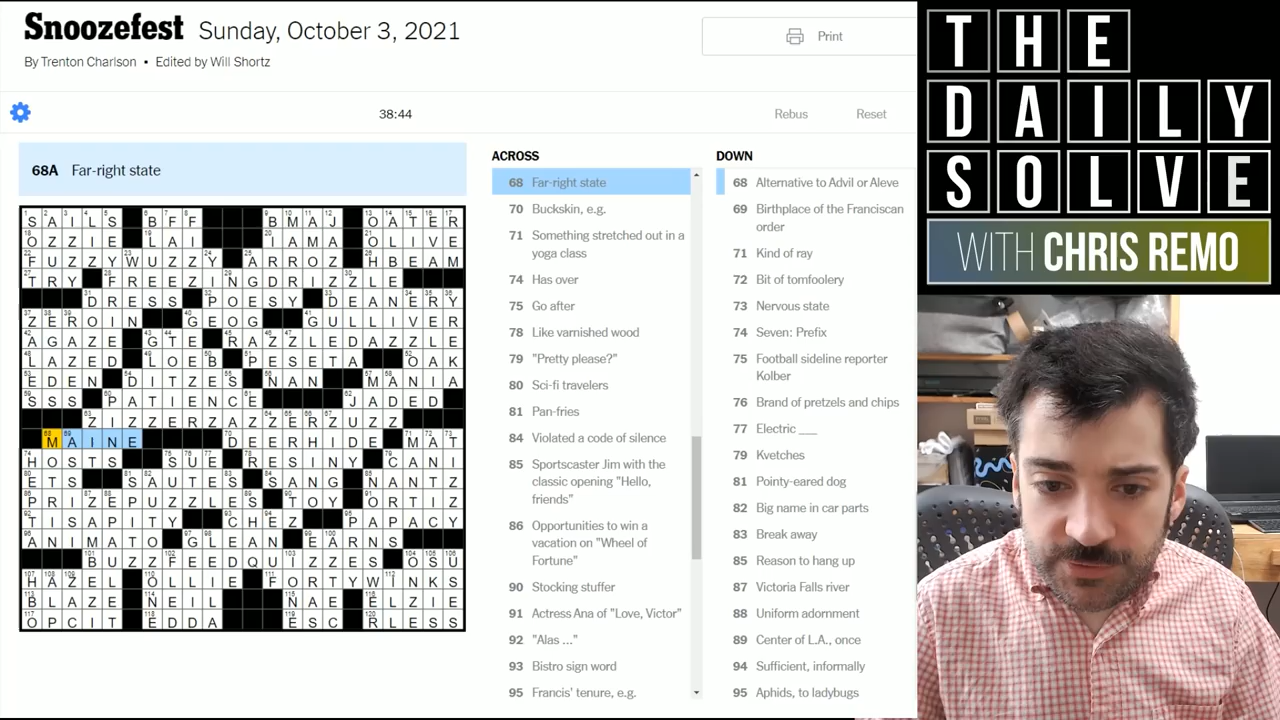 Snoozefest Sunday, October 3, 2021
By Trenton Charlson • Edited by Will Shortz
Print
38:44
Rebus
Reset
68A Far-right state
SAILS BFF BMAJ OATER
OZZIE LAI IAMA OLIVE
FUZZYWUZZY ARROZ HBEAM
TRY FREEZINGDRIZZLE
DRESS POESY DEANERY
ZEROIN GEOG GULLIVER
AGAZE GTE RAZZLEDAZZLE
LAZED LOEB PESETA OAK
EDEN DITZES NAN MANIA
SSS PATIENCE JADED
ZIZZERZAZZERZUZZ
MAINE DEERHIDE MAT
HOSTS SUE RESINY CANI
ETS SAUTES SANG NANTZ
PRIZEPUZZLES TOY ORTIZ
TISAPITY CHEZ PAPACY
ANIMATO GLEAN EARNS
BUZZFEEDQUIZZES OSU
HAZEL OLLIE FORTYWINKS
BLAZE NEIL NAE ELZIE
OPCIT EDDA ESC RLESS
ACROSS
68 Far-right state
70 Buckskin, e.g.
71 Something stretched out in a
yoga class
74 Has over
75 Go after
78 Like varnished wood
79 "Pretty please?"
80 Sci-fi travelers
81 Pan-fries
84 Violated a code of silence
85 Sportscaster Jim with the
classic opening "Hello,
friends"
86 Opportunities to win a
vacation on "Wheel of
Fortune"
90 Stocking stuffer
91 Actress Ana of "Love, Victor"
92 "Alas ..."
93 Bistro sign word
95 Francis' tenure, e.g.
DOWN
68 Alternative to Advil or Aleve
69 Birthplace of the Franciscan
order
71 Kind of ray
72 Bit of tomfoolery
73 Nervous state
74 Seven: Prefix
75 Football sideline reporter
Kolber
76 Brand of pretzels and chips
77 Electric ___
79 Kvetches
81 Pointy-eared dog
82 Big name in car parts
83 Break away
85 Reason to hang up
87 Victoria Falls river
88 Uniform adornment
89 Center of L.A., once
94 Sufficient, informally
95 Aphids, to ladybugs
THE
DAILY
SOLVE
WITH CHRIS REMO